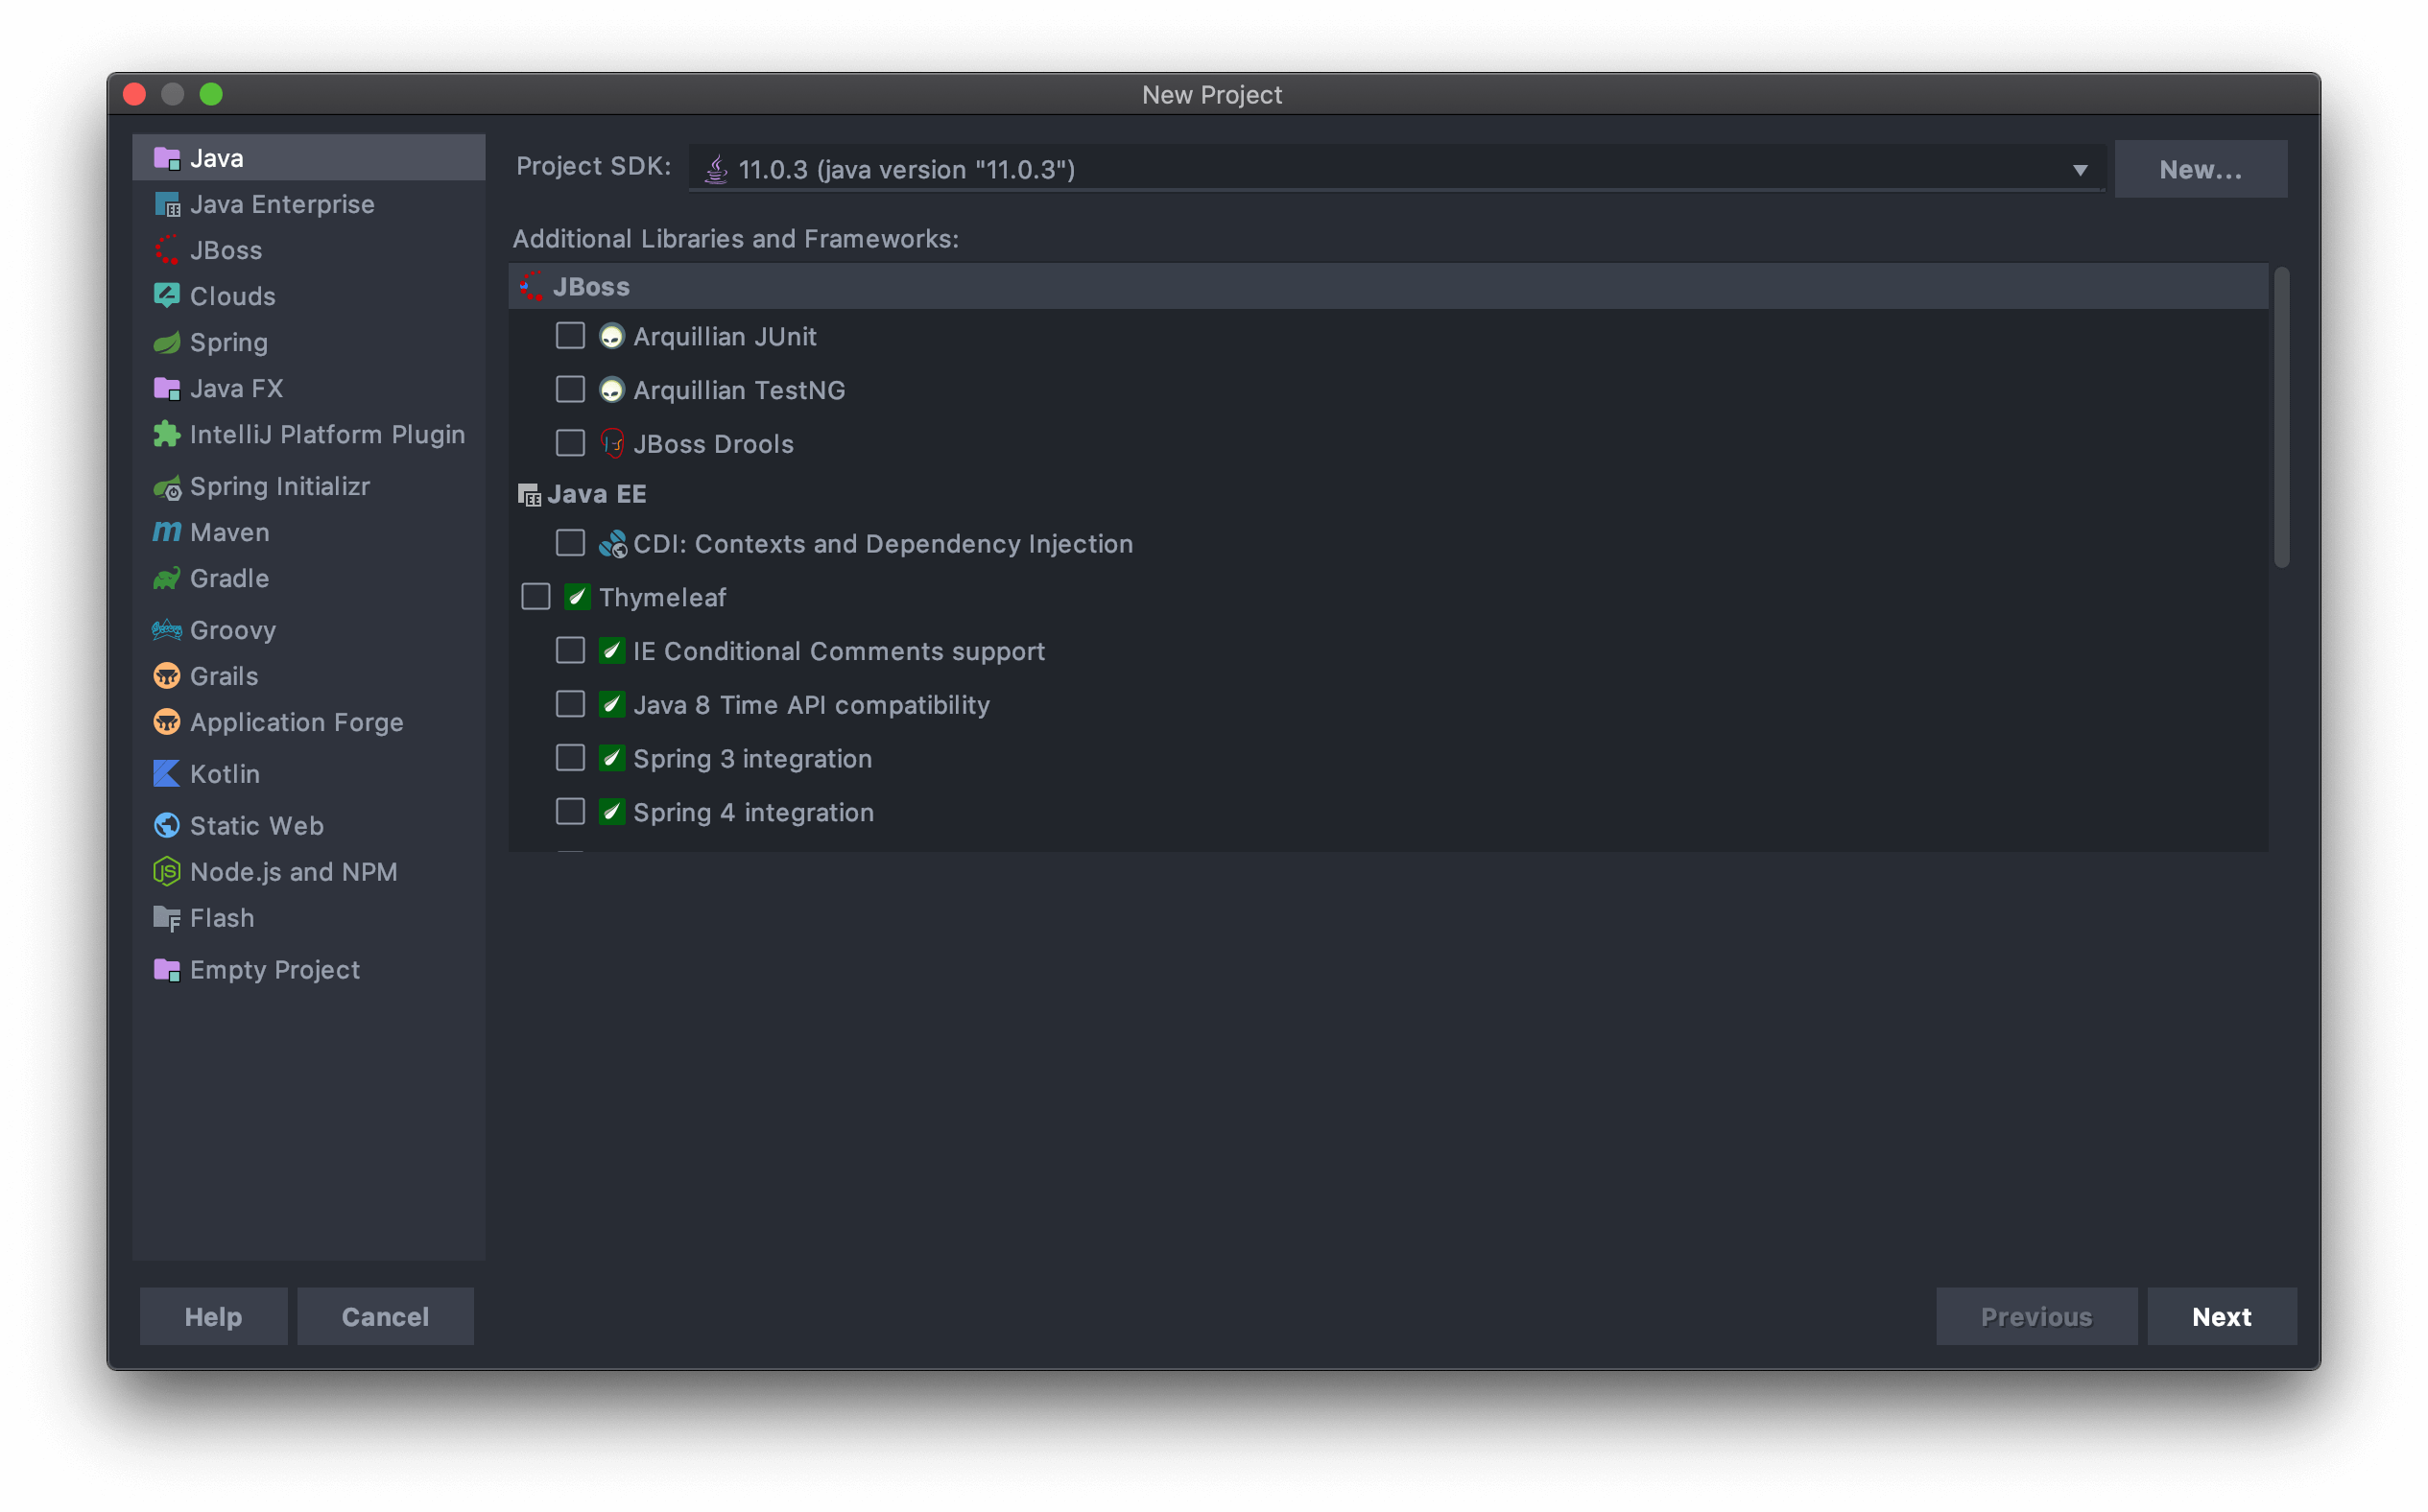 New Project
Java
Java Enterprise
JBoss
Clouds
Spring
Java FX
IntelliJ Platform Plugin
Spring Initializr
Maven
Gradle
Groovy
Grails
Application Forge
Kotlin
Static Web
Node.js and NPM
Flash
Empty Project
Project SDK: 11.0.3 (java version "11.0.3") New...
Additional Libraries and Frameworks:
JBoss
Arquillian JUnit
Arquillian TestNG
JBoss Drools
Java EE
CDI: Contexts and Dependency Injection
Thymeleaf
IE Conditional Comments support
Java 8 Time API compatibility
Spring 3 integration
Spring 4 integration
Help Cancel Previous Next